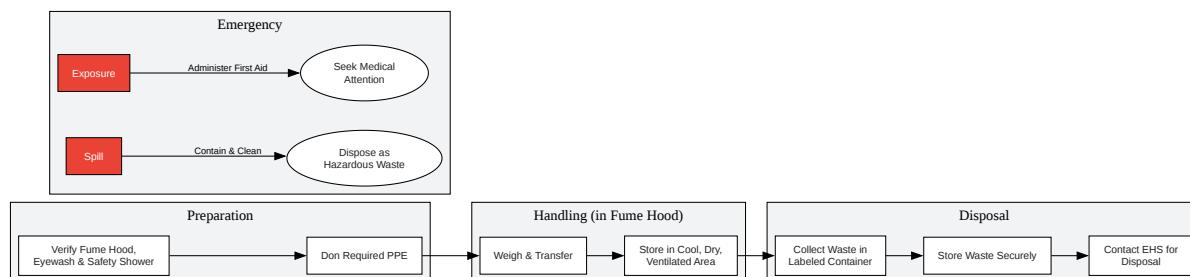 Emergency
Exposure
Administer First Aid
Seek Medical
Attention
Spill
Contain & Clean
Dispose as
Hazardous Waste
Preparation
Verify Fume Hood,
Eyewash & Safety Shower
Don Required PPE
Handling (in Fume Hood)
Weigh & Transfer
Store in Cool, Dry,
Ventilated Area
Disposal
Collect Waste in
Labeled Container
Store Waste Securely
Contact EHS for
Disposal